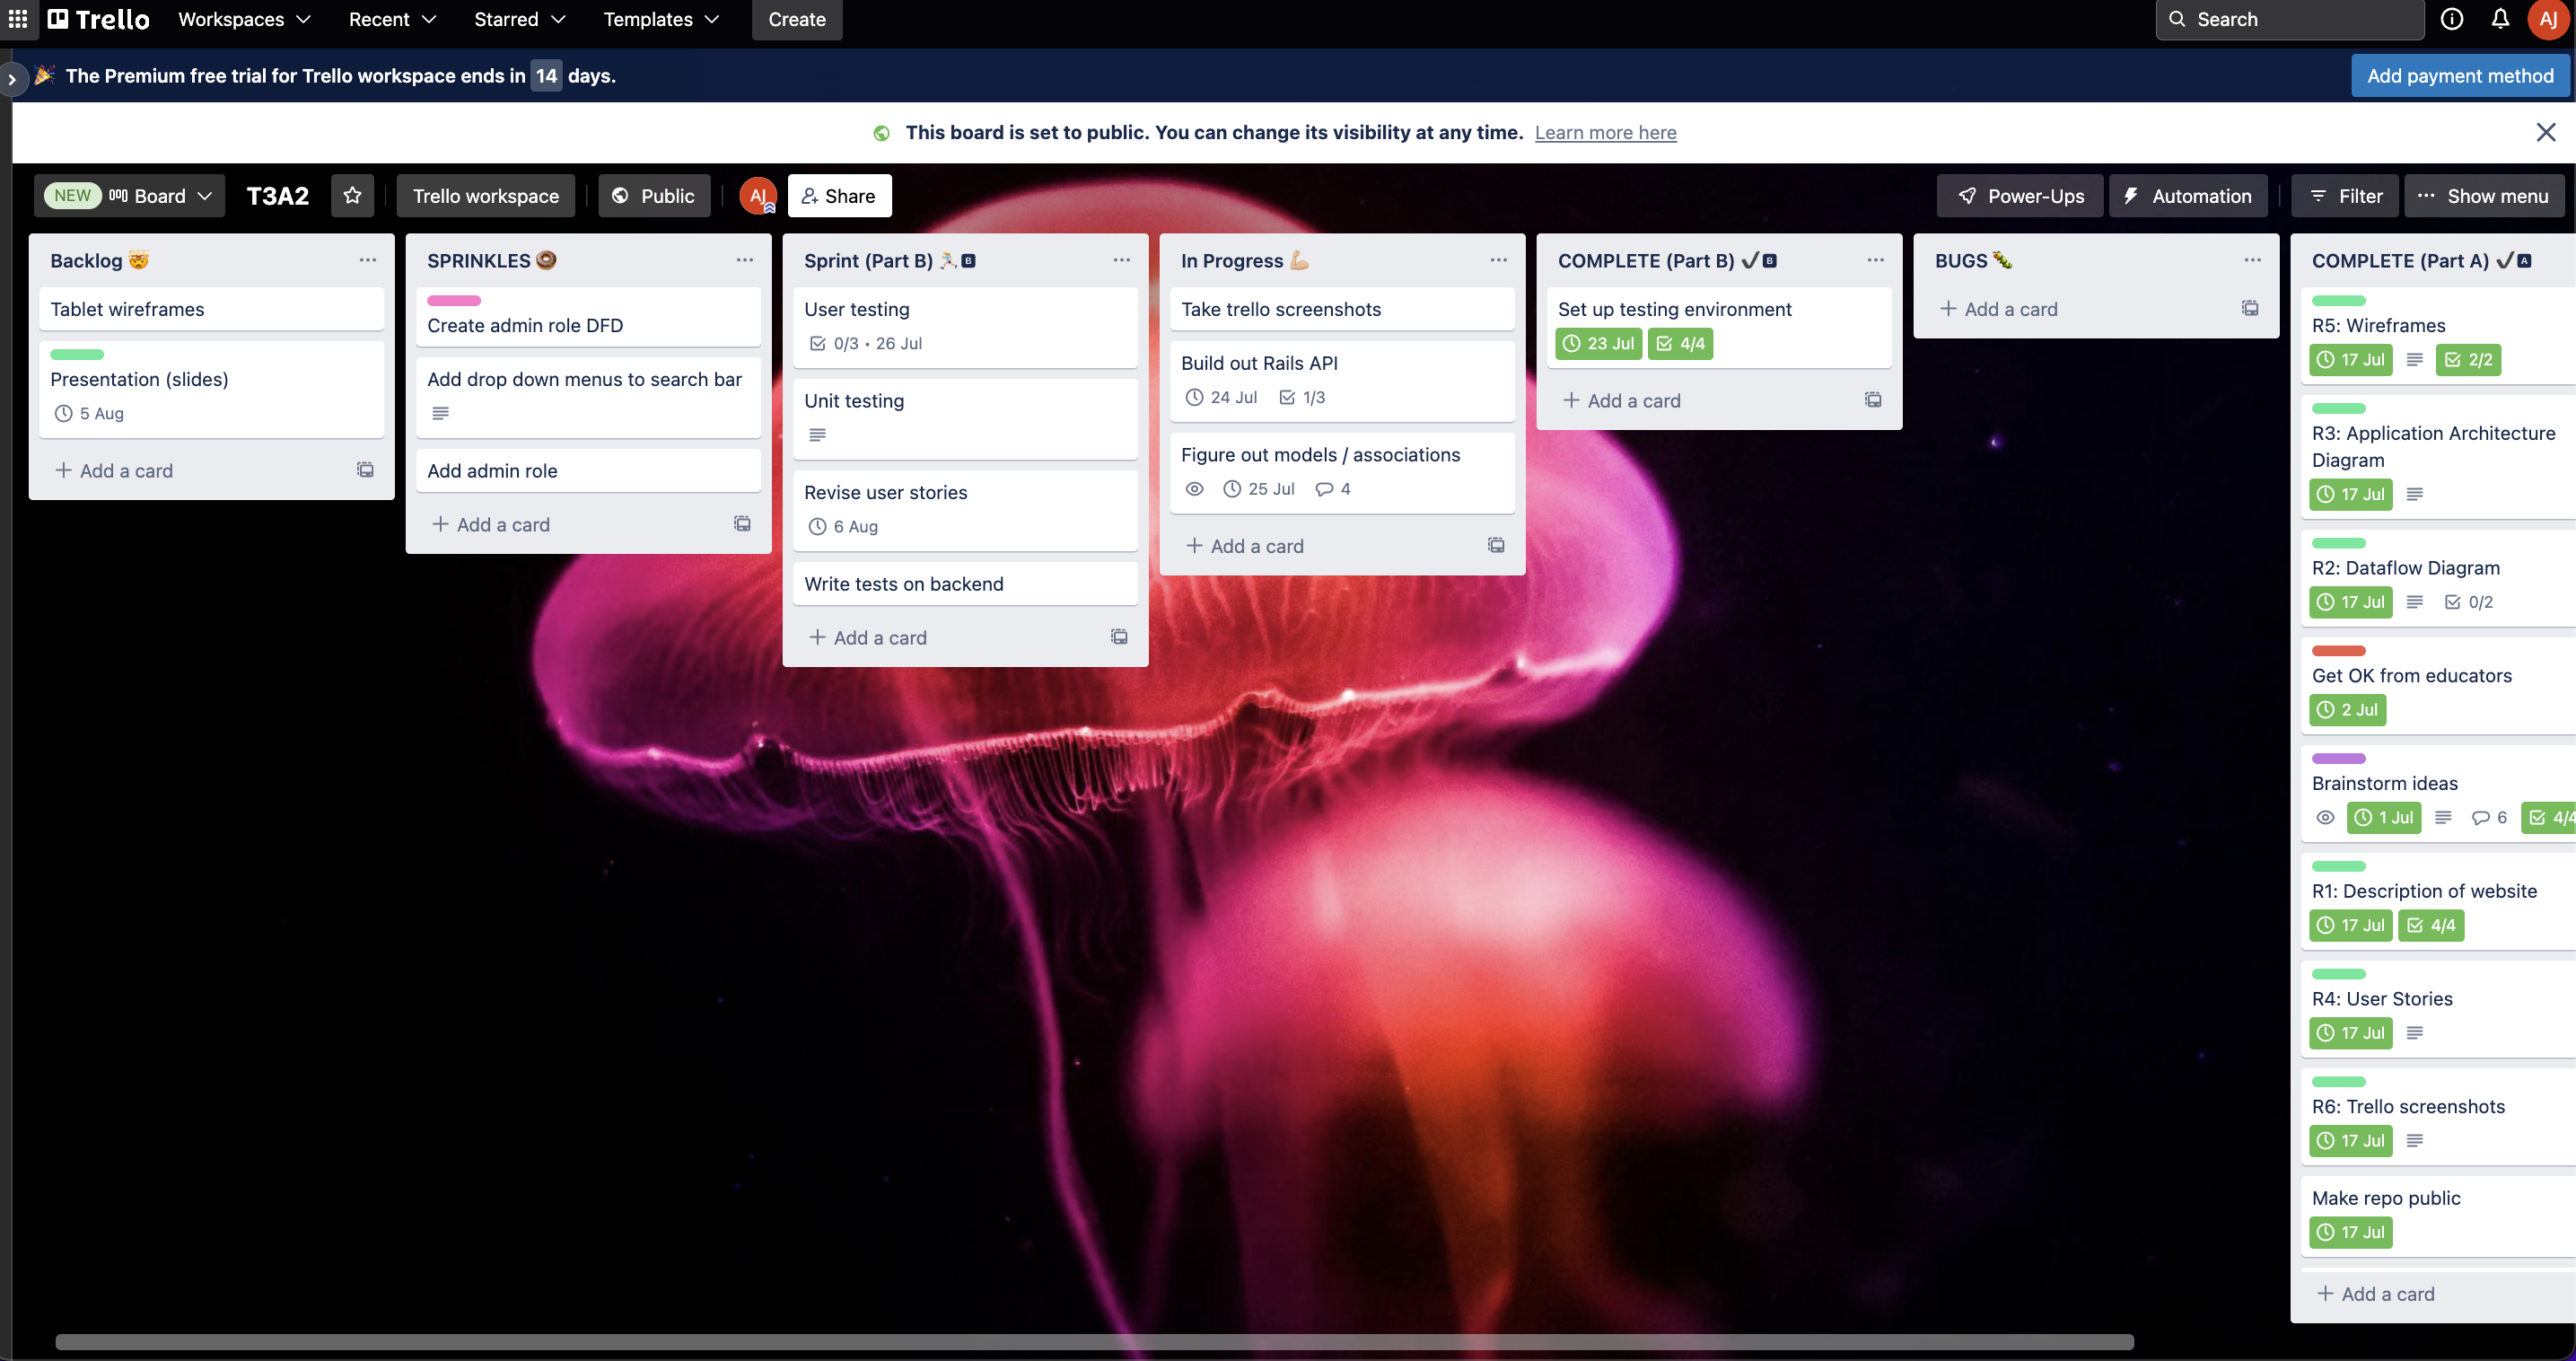 Trello Workspaces Recent Starred Templates Create Search AJ
The Premium free trial for Trello workspace ends in 14 days. Add payment method
This board is set to public. You can change its visibility at any time. Learn more here
NEW Board T3A2 Trello workspace Public AJ Share Power-Ups Automation Filter Show menu
Backlog 🤯
Tablet wireframes
Presentation (slides)
5 Aug
+ Add a card
SPRINKLES 🍩
Create admin role DFD
Add drop down menus to search bar
Add admin role
+ Add a card
Sprint (Part B) 🏃🏻 B
User testing
0/3 • 26 Jul
Unit testing
Revise user stories
6 Aug
Write tests on backend
+ Add a card
In Progress 💪🏼
Take trello screenshots
Build out Rails API
24 Jul 1/3
Figure out models / associations
25 Jul 4
+ Add a card
COMPLETE (Part B) ✔ B
Set up testing environment
23 Jul 4/4
+ Add a card
BUGS 🐛
+ Add a card
COMPLETE (Part A) ✔ A
R5: Wireframes
17 Jul 2/2
R3: Application Architecture
Diagram
17 Jul
R2: Dataflow Diagram
17 Jul 0/2
Get OK from educators
2 Jul
Brainstorm ideas
1 Jul 6 4/4
R1: Description of website
17 Jul 4/4
R4: User Stories
17 Jul
R6: Trello screenshots
17 Jul
Make repo public
17 Jul
+ Add a card